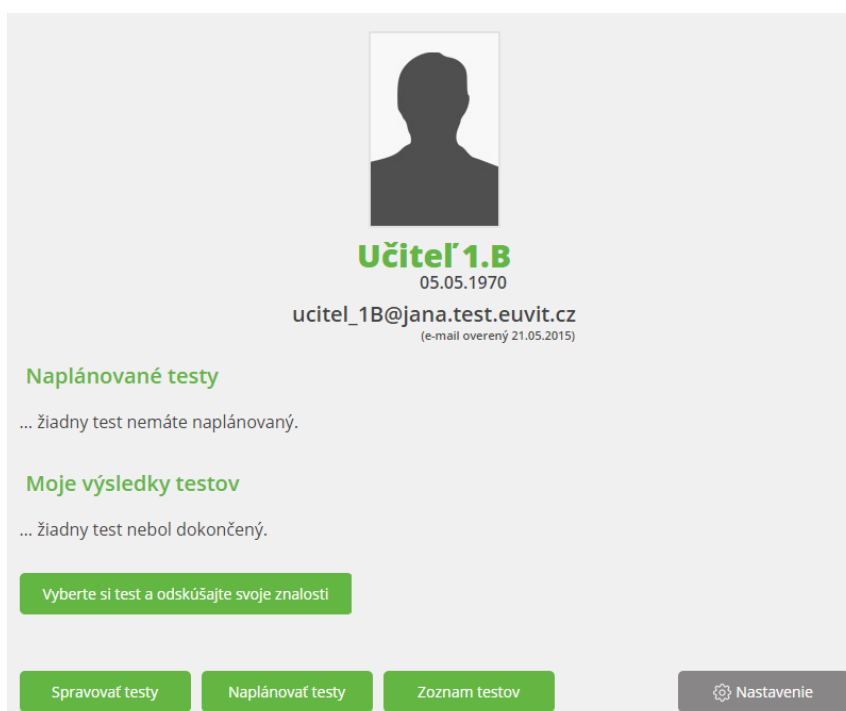 Učiteľ 1.B
05.05.1970
ucitel_1B@jana.test.euvit.cz
(e-mail overený 21.05.2015)
Naplánované testy
... žiadny test nemáte naplánovaný.
Moje výsledky testov
... žiadny test nebol dokončený.
Vyberte si test a odskúšajte svoje znalosti
Spravovať testy Naplánovať testy Zoznam testov Nastavenie